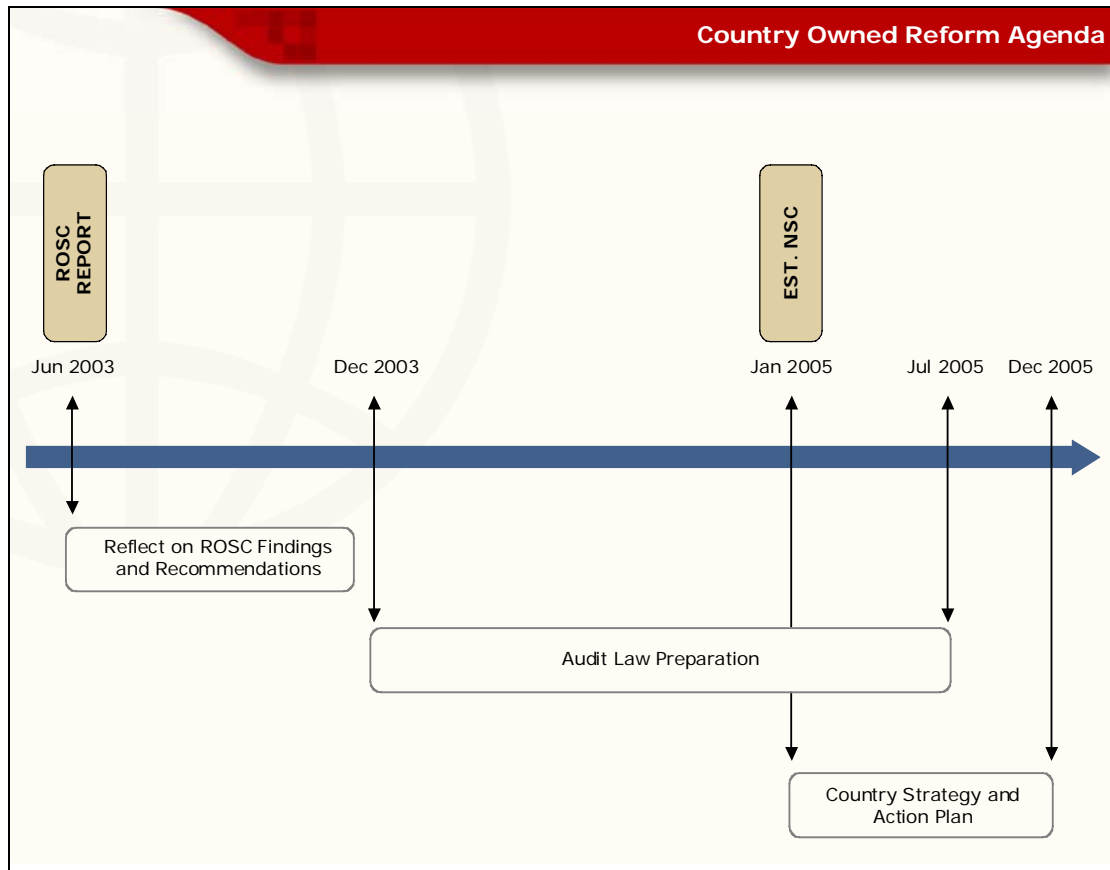 Country Owned Reform Agenda
ROSC
REPORT
EST. NSC
Jun 2003
Dec 2003
Jan 2005
Jul 2005
Dec 2005
Reflect on ROSC Findings
and Recommendations
Audit Law Preparation
Country Strategy and
Action Plan